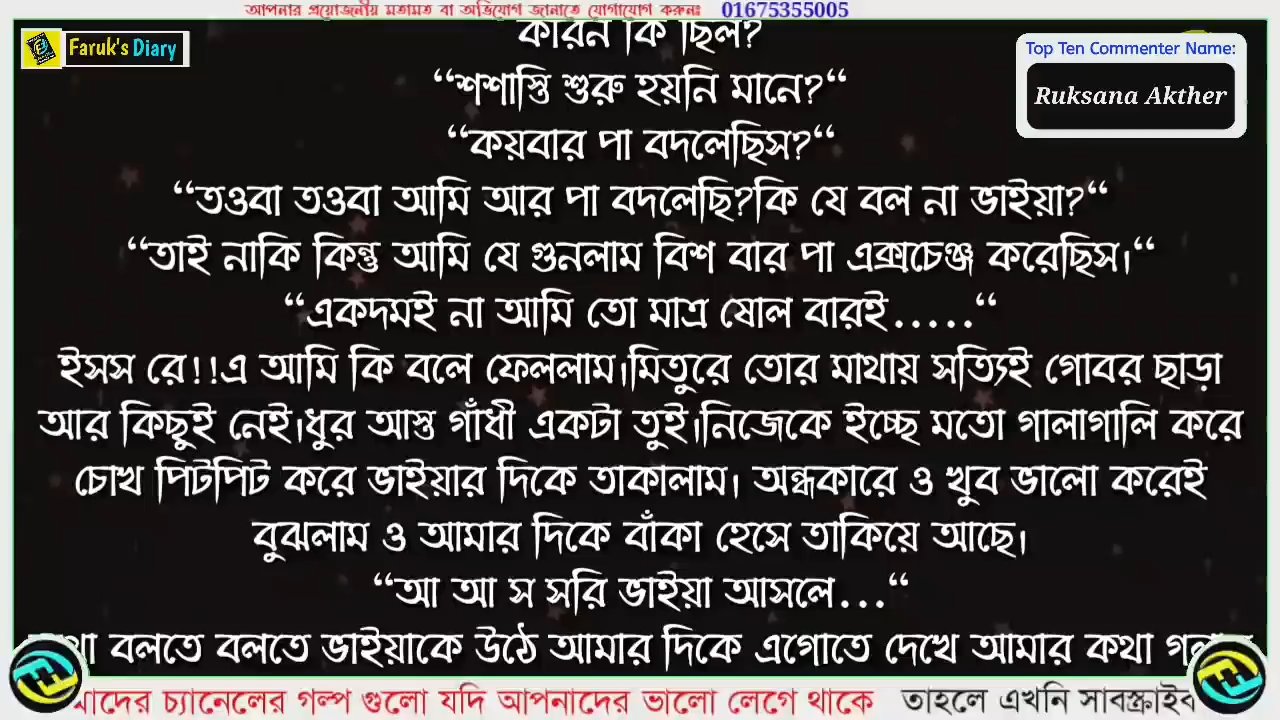 আপনার প্রয়োজনীয় মতামত বা অভিযোগ জানাতে যোগাযোগ করুনঃ 01675355005
Faruk's Diary
Top Ten Commenter Name:
Ruksana Akther
কারন কি ছিল?
“শশাস্তি শুরু হয়নি মানে?“
“কয়বার পা বদলেছিস?“
“তওবা তওবা আমি আর পা বদলেছি?কি যে বল না ভাইয়া?“
“তাই নাকি কিন্তু আমি যে গুনলাম বিশ বার পা এক্সচেঞ্জ করেছিস।“
“একদমই না আমি তো মাত্র ষোল বারই.....“
ইসস রে!!এ আমি কি বলে ফেললাম।মিতুরে তোর মাথায় সত্যিই গোবর ছাড়া
আর কিছুই নেই।ধুর আস্ত গাঁধী একটা তুই।নিজেকে ইচ্ছে মতো গালাগালি করে
চোখ পিটপিট করে ভাইয়ার দিকে তাকালাম। অন্ধকারে ও খুব ভালো করেই
বুঝলাম ও আমার দিকে বাঁকা হেসে তাকিয়ে আছে।
“আ আ স সরি ভাইয়া আসলে...“
বলতে বলতে ভাইয়াকে উঠে আমার দিকে এগোতে দেখে আমার কথা
চ্যানেলের গল্প গুলো যদি আপনাদের ভালো লেগে থাকে তাহলে এখনি